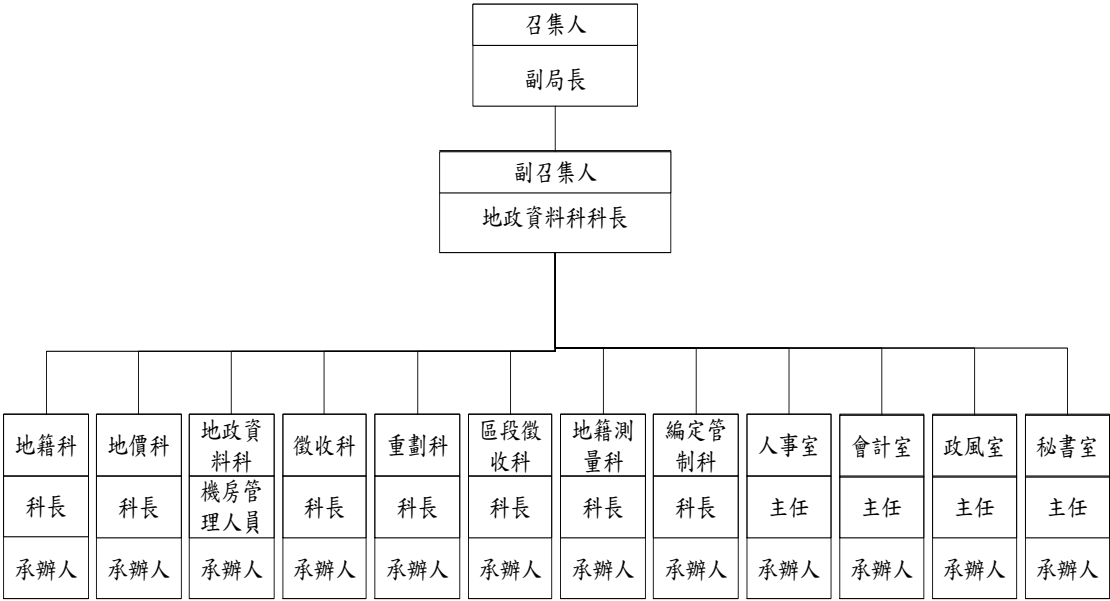 召集人
副局長
副召集人
地政資料科科長
地籍科
科長
承辦人
地價科
科長
承辦人
地政資
料科
機房管
理人員
承辦人
徵收科
科長
承辦人
重劃科
科長
承辦人
區段徵
收科
科長
承辦人
地籍測
量科
科長
承辦人
編定管
制科
科長
承辦人
人事室
主任
承辦人
會計室
主任
承辦人
政風室
主任
承辦人
秘書室
主任
承辦人